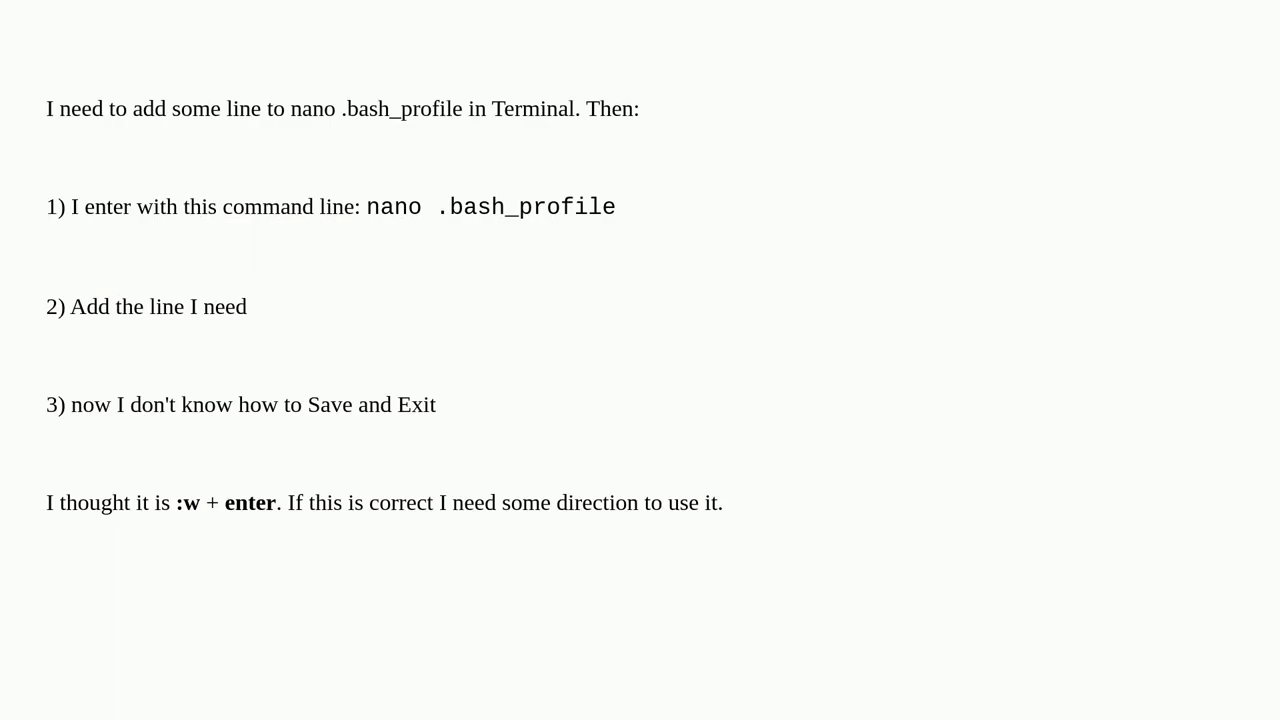 I need to add some line to nano .bash_profile in Terminal. Then:
1) I enter with this command line: nano .bash_profile
2) Add the line I need
3) now I don't know how to Save and Exit
I thought it is :w + enter. If this is correct I need some direction to use it.